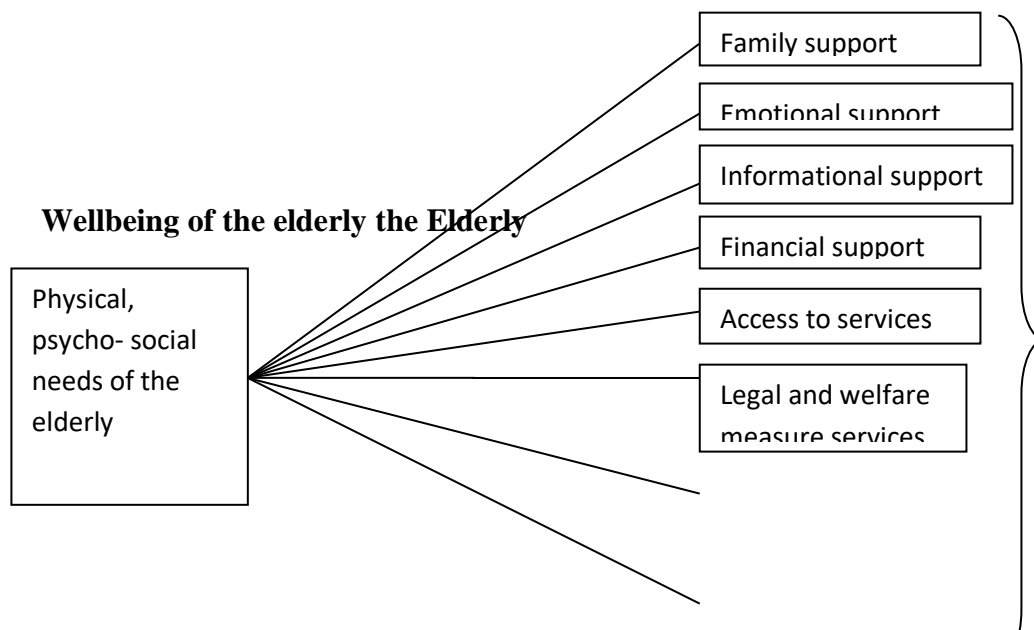 Family support
Emotional support
Informational support
Wellbeing of the elderly the Elderly
Financial support
Physical,
psycho- social
needs of the
elderly
Access to services
Legal and welfare
measure services